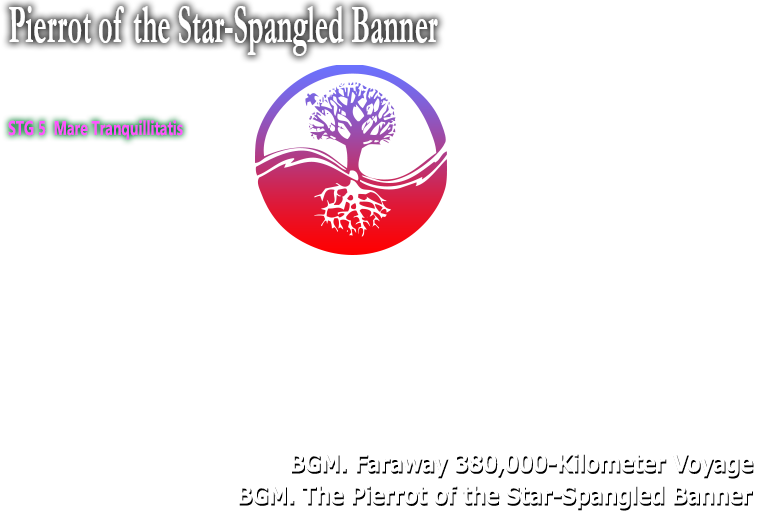 Pierrot of the Star-Spangled Banner
STG 5 Mare Tranquillitatis
BGM. Faraway 380,000-Kilometer Voyage
BGM. The Pierrot of the Star-Spangled Banner